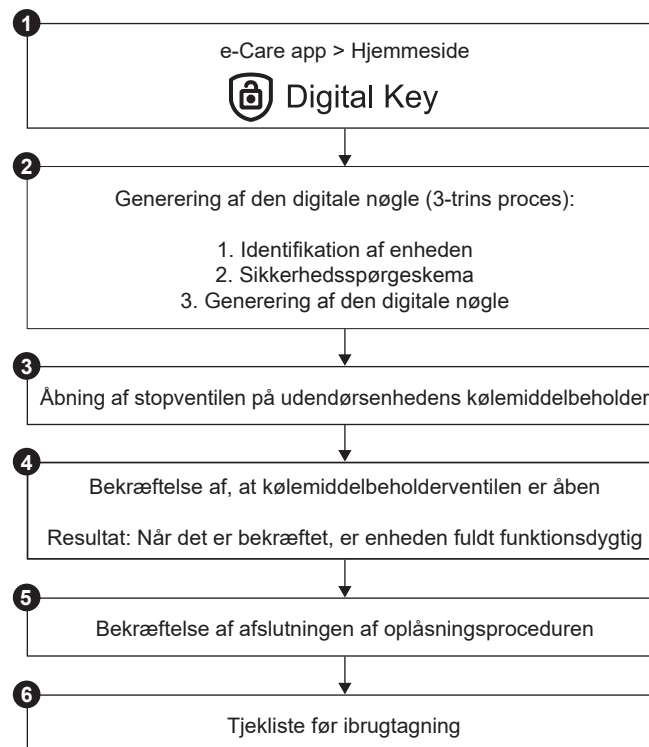 1
e-Care app > Hjemmeside
Digital Key
2
Generering af den digitale nøgle (3-trins proces):
1. Identifikation af enheden
2. Sikkerhedsspørgeskema
3. Generering af den digitale nøgle
3
Åbning af stopventilen på udendørsenhedens kølemiddelbeholder
4
Bekræftelse af, at kølemiddelbeholderventilen er åben
Resultat: Når det er bekræftet, er enheden fuldt funktionsdygtig
5
Bekræftelse af afslutningen af oplåsningsproceduren
6
Tjekliste før ibrugtagning